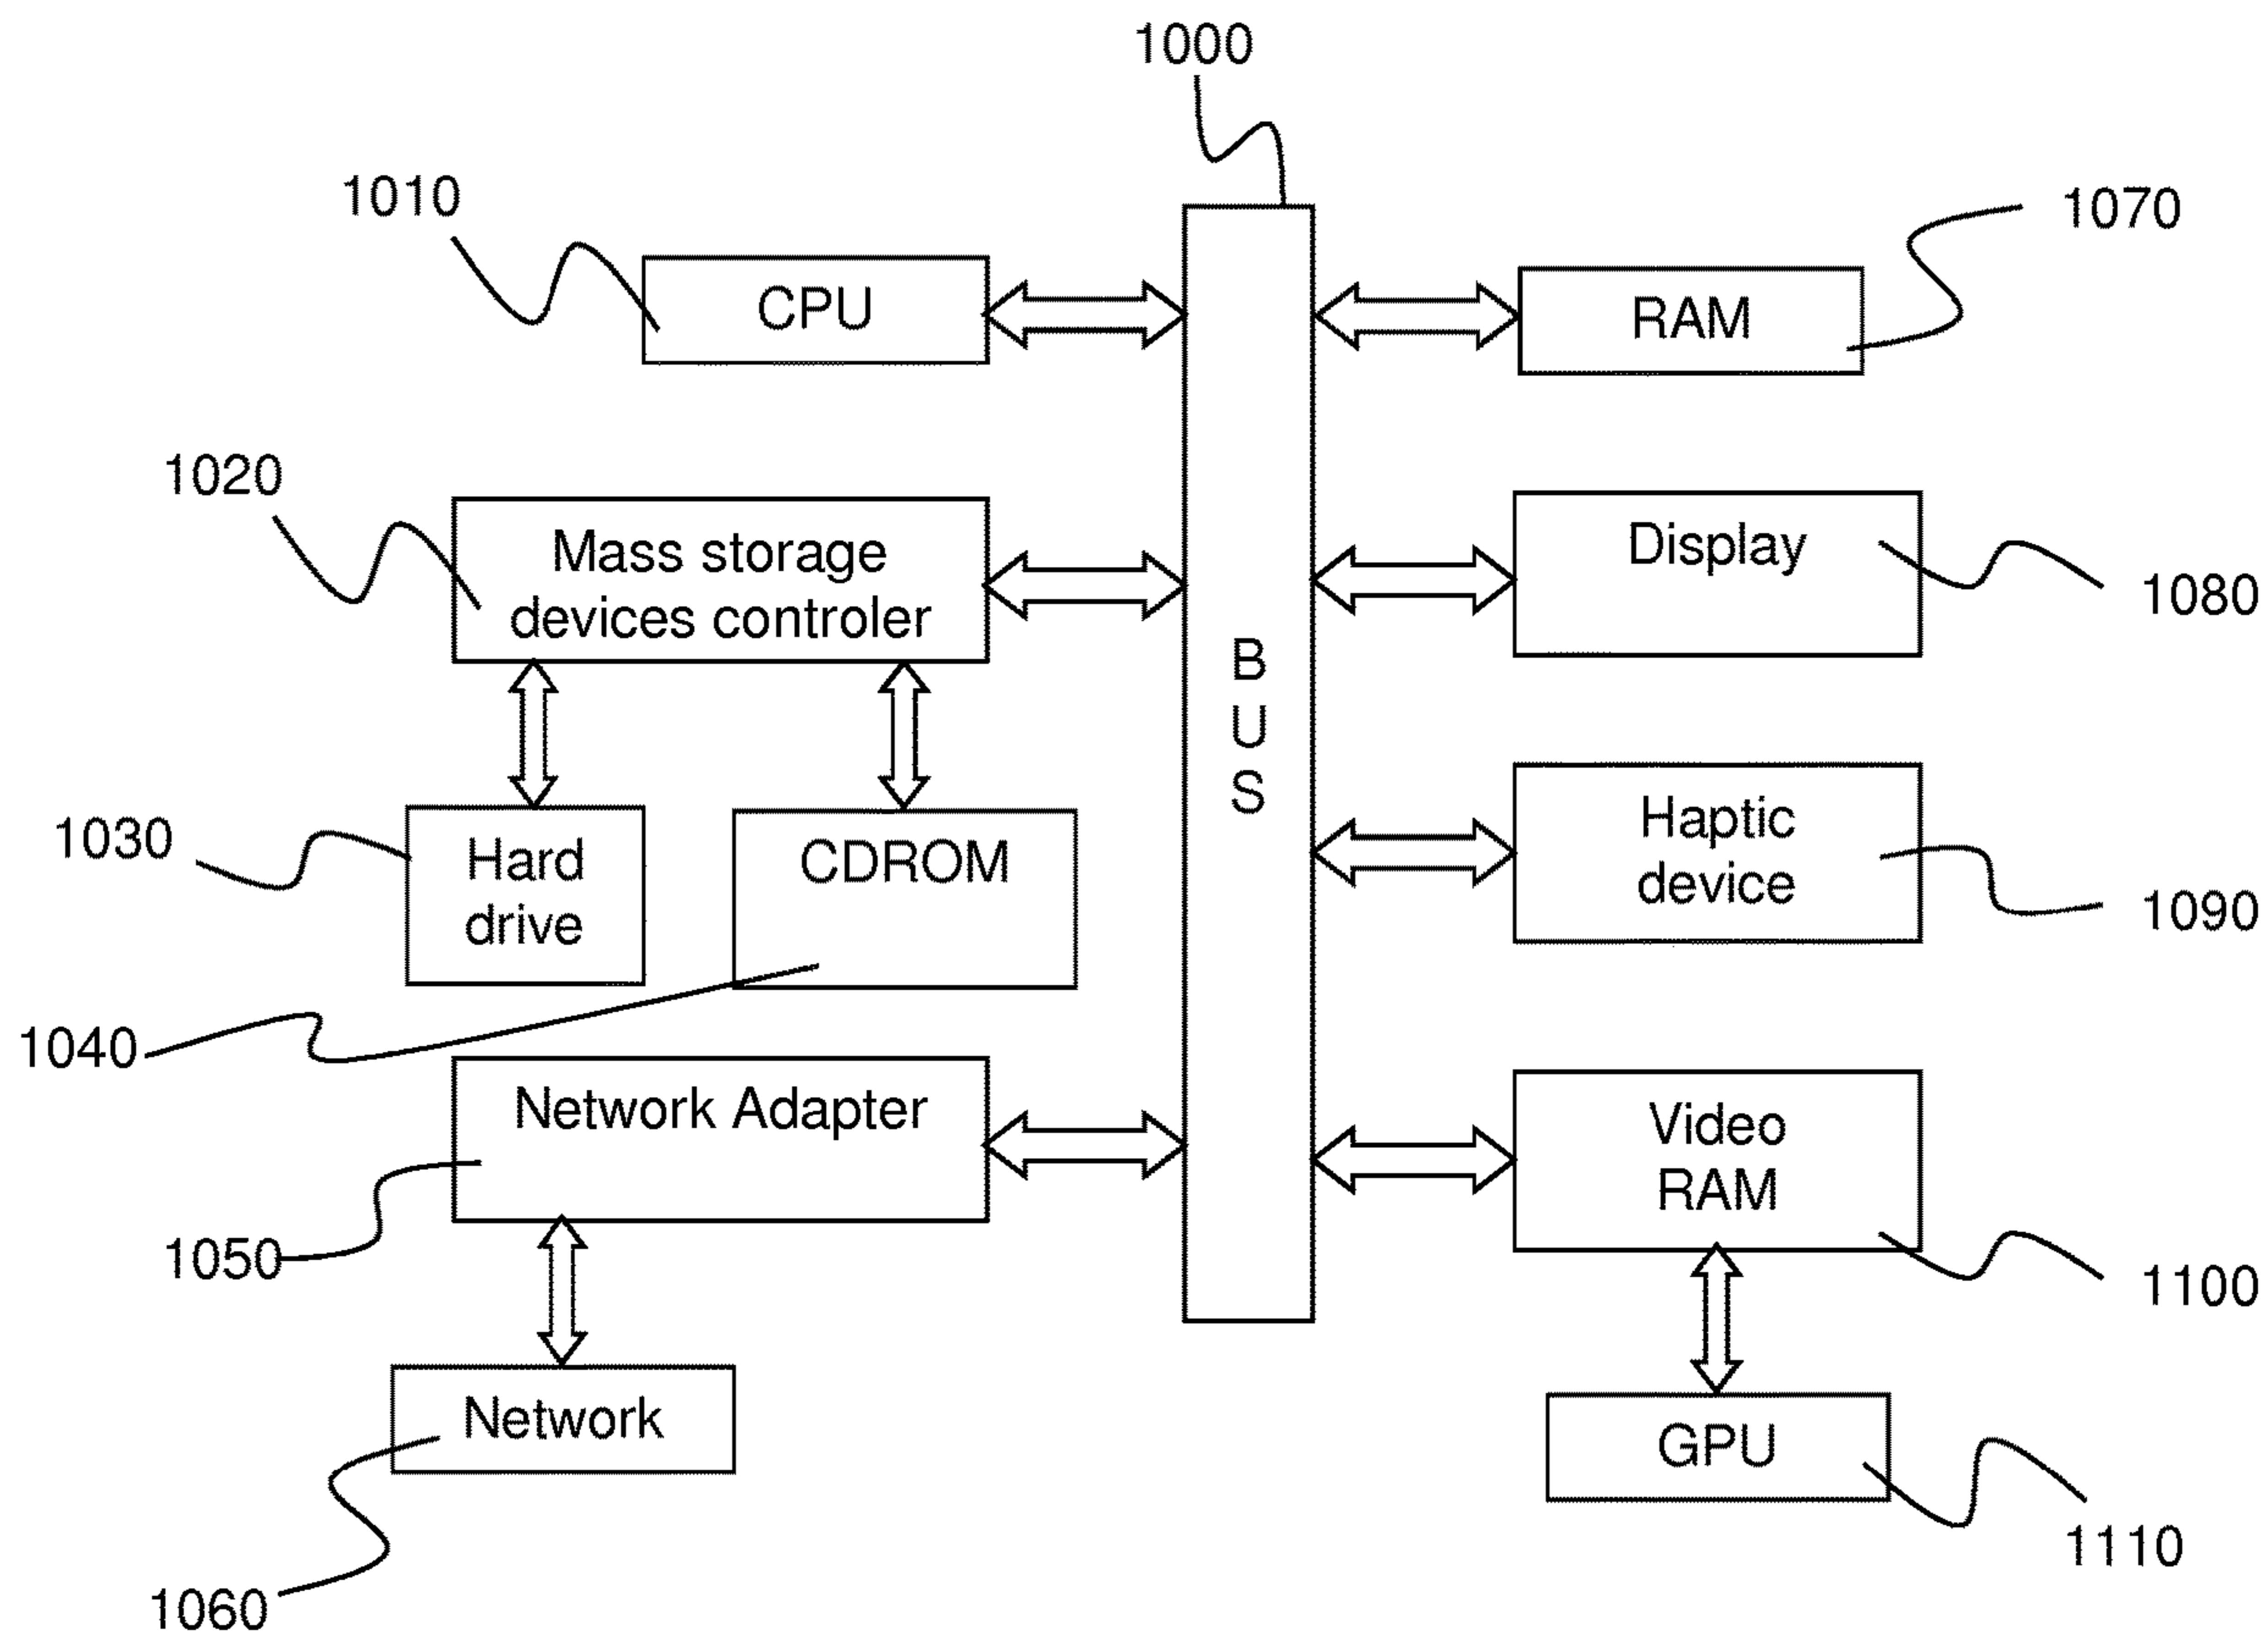 1000
1010
1070
CPU
RAM
1020
Mass storage
devices controler
Display
1080
B
U
S
1030
Hard
drive
CDROM
Haptic
device
1090
1040
Network Adapter
Video
RAM
1050
1100
Network
GPU
1110
1060